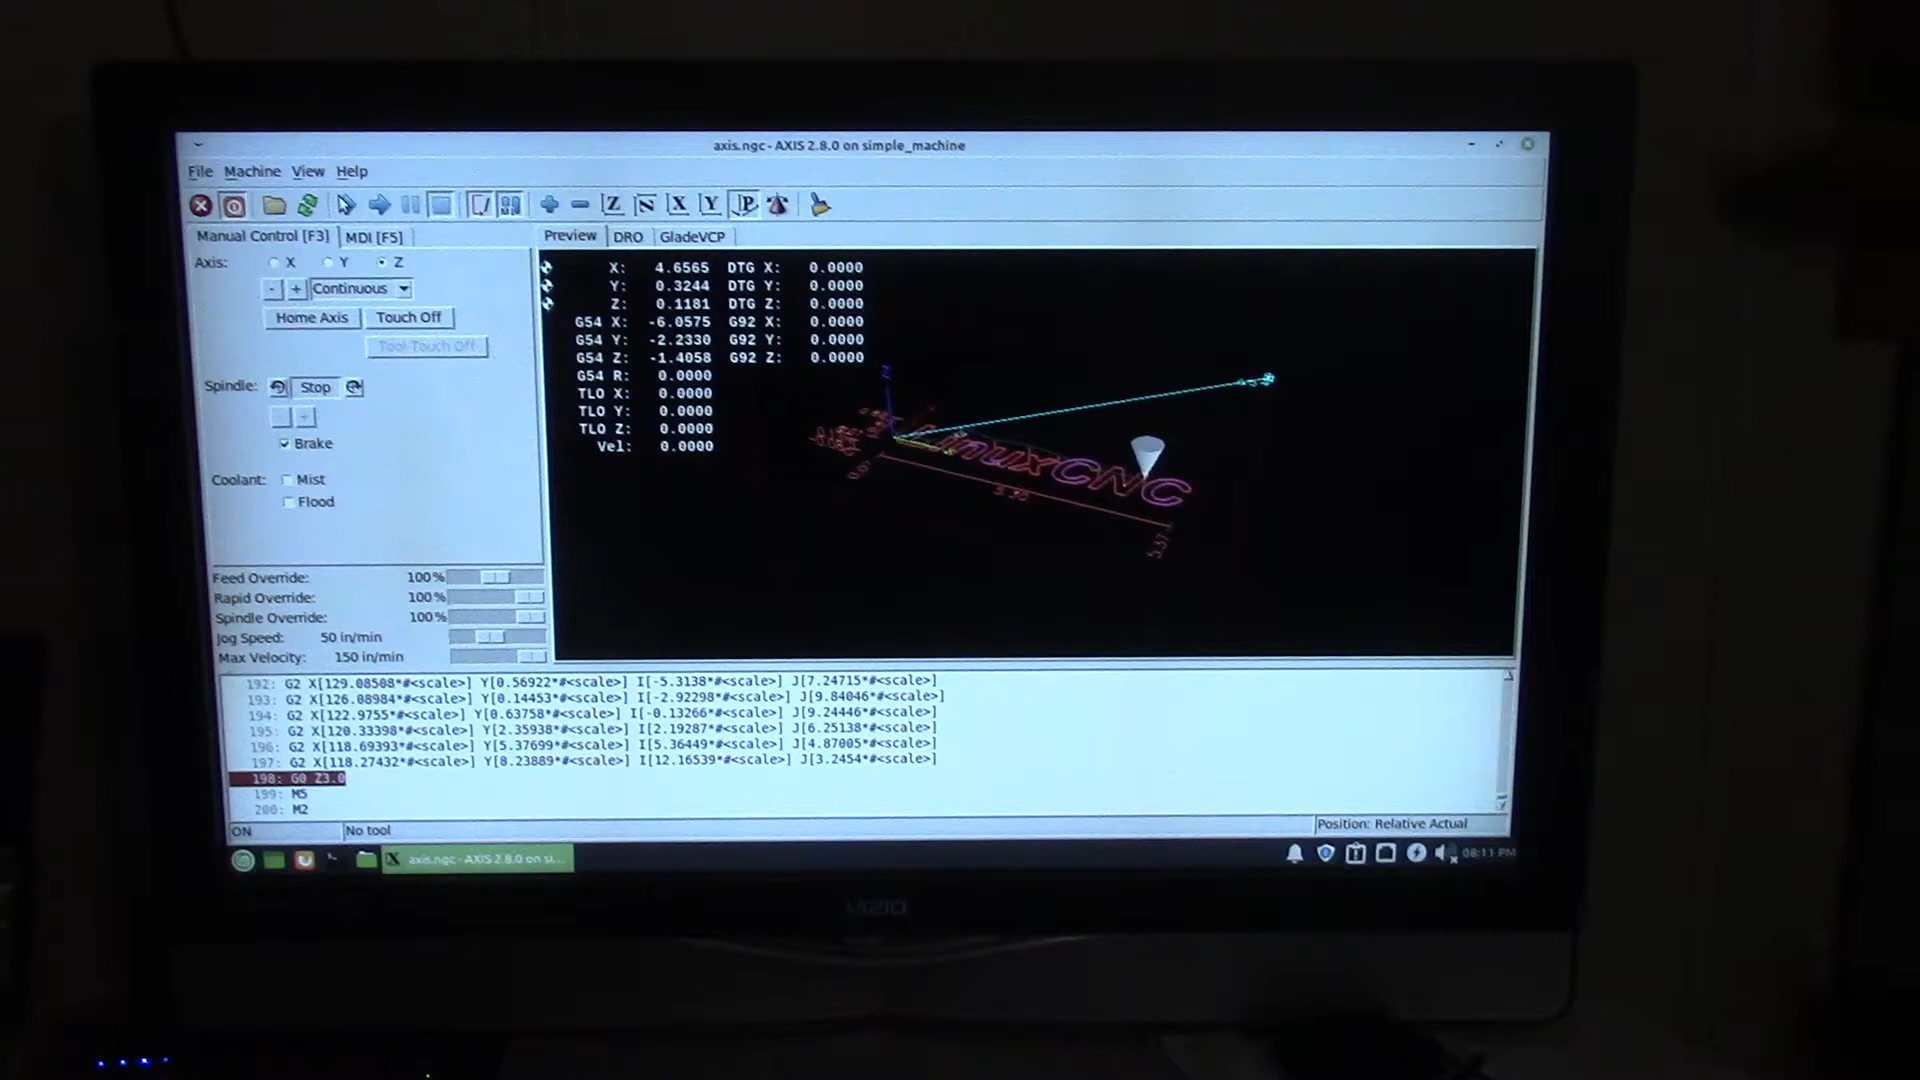 axis.ngc - AXIS 2.8.0 on simple_machine
File Machine View Help
Manual Control [F3] MDI [F5]
Preview DRO GladeVCP
Axis: X Y Z
- + Continuous
Home Axis Touch Off
Tool Touch Off
Spindle: Stop
- +
Brake
Coolant: Mist
Flood
Feed Override: 100%
Rapid Override: 100%
Spindle Override: 100%
Jog Speed: 50 in/min
Max Velocity: 150 in/min
X: 4.6565 DTG X: 0.0000
Y: 0.3244 DTG Y: 0.0000
Z: 0.1181 DTG Z: 0.0000
G54 X: -6.0575 G92 X: 0.0000
G54 Y: -2.2330 G92 Y: 0.0000
G54 Z: -1.4058 G92 Z: 0.0000
G54 R: 0.0000
TLO X: 0.0000
TLO Y: 0.0000
TLO Z: 0.0000
Vel: 0.0000
Z
LinuxCNC
5.37
192: G2 X[129.08508*#<scale>] Y[0.56922*#<scale>] I[-5.3138*#<scale>] J[7.24715*#<scale>]
193: G2 X[126.08984*#<scale>] Y[0.14453*#<scale>] I[-2.92298*#<scale>] J[9.84046*#<scale>]
194: G2 X[122.9755*#<scale>] Y[0.63758*#<scale>] I[-0.13266*#<scale>] J[9.24446*#<scale>]
195: G2 X[120.33398*#<scale>] Y[2.35938*#<scale>] I[2.19287*#<scale>] J[6.25138*#<scale>]
196: G2 X[118.69393*#<scale>] Y[5.37699*#<scale>] I[5.36449*#<scale>] J[4.87005*#<scale>]
197: G2 X[118.27432*#<scale>] Y[8.23889*#<scale>] I[12.16539*#<scale>] J[3.2454*#<scale>]
198: G0 Z3.0
199: M5
200: M2
ON No tool Position: Relative Actual
axis.ngc - AXIS 2.8.0 on si... 08:11 PM
VIZIO